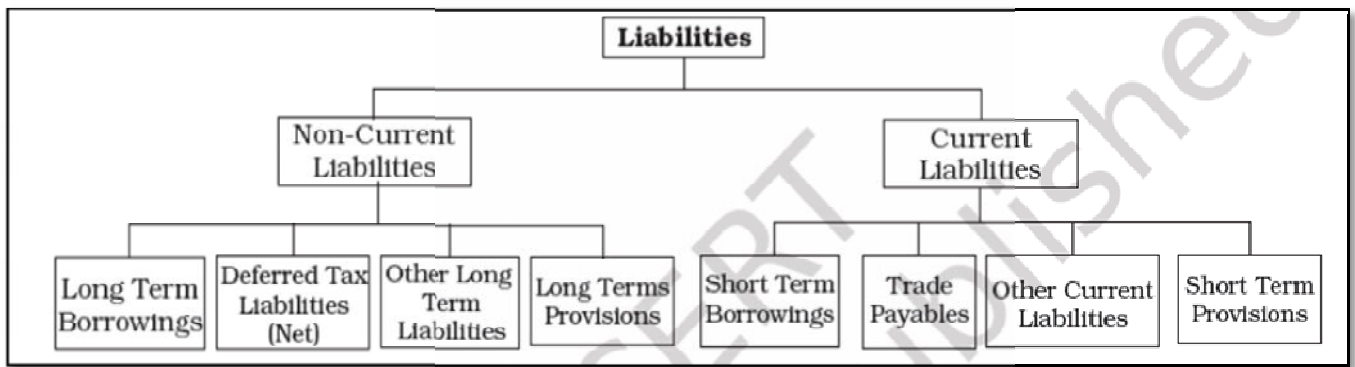 Liabilities
Non-Current
Liabilities
Current
Liabilities
Long Term
Borrowings
Deferred Tax
Liabilities
(Net)
Other Long
Term
Liabilities
Long Terms
Provisions
Short Term
Borrowings
Trade
Payables
Other Current
Liabilities
Short Term
Provisions